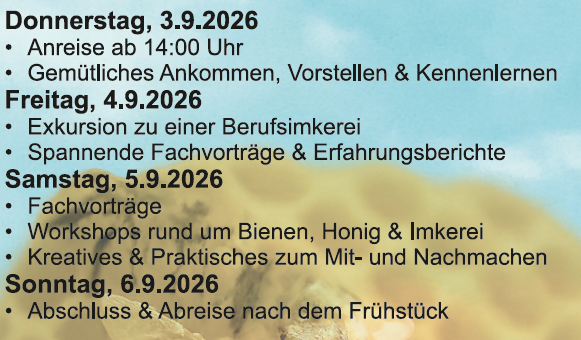 Donnerstag, 3.9.2026
• Anreise ab 14:00 Uhr
• Gemütliches Ankommen, Vorstellen & Kennenlernen
Freitag, 4.9.2026
• Exkursion zu einer Berufsimkerei
• Spannende Fachvorträge & Erfahrungsberichte
Samstag, 5.9.2026
• Fachvorträge
• Workshops rund um Bienen, Honig & Imkerei
• Kreatives & Praktisches zum Mit- und Nachmachen
Sonntag, 6.9.2026
• Abschluss & Abreise nach dem Frühstück